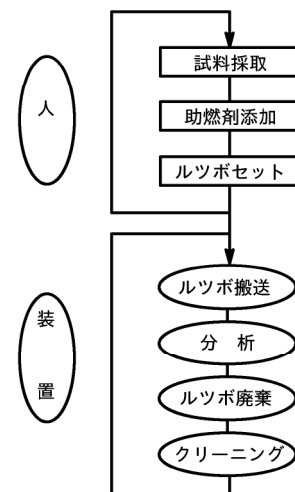 人
試料採取
助燃剤添加
ルツボセット
装
置
ルツボ搬送
分 析
ルツボ廃棄
クリーニング